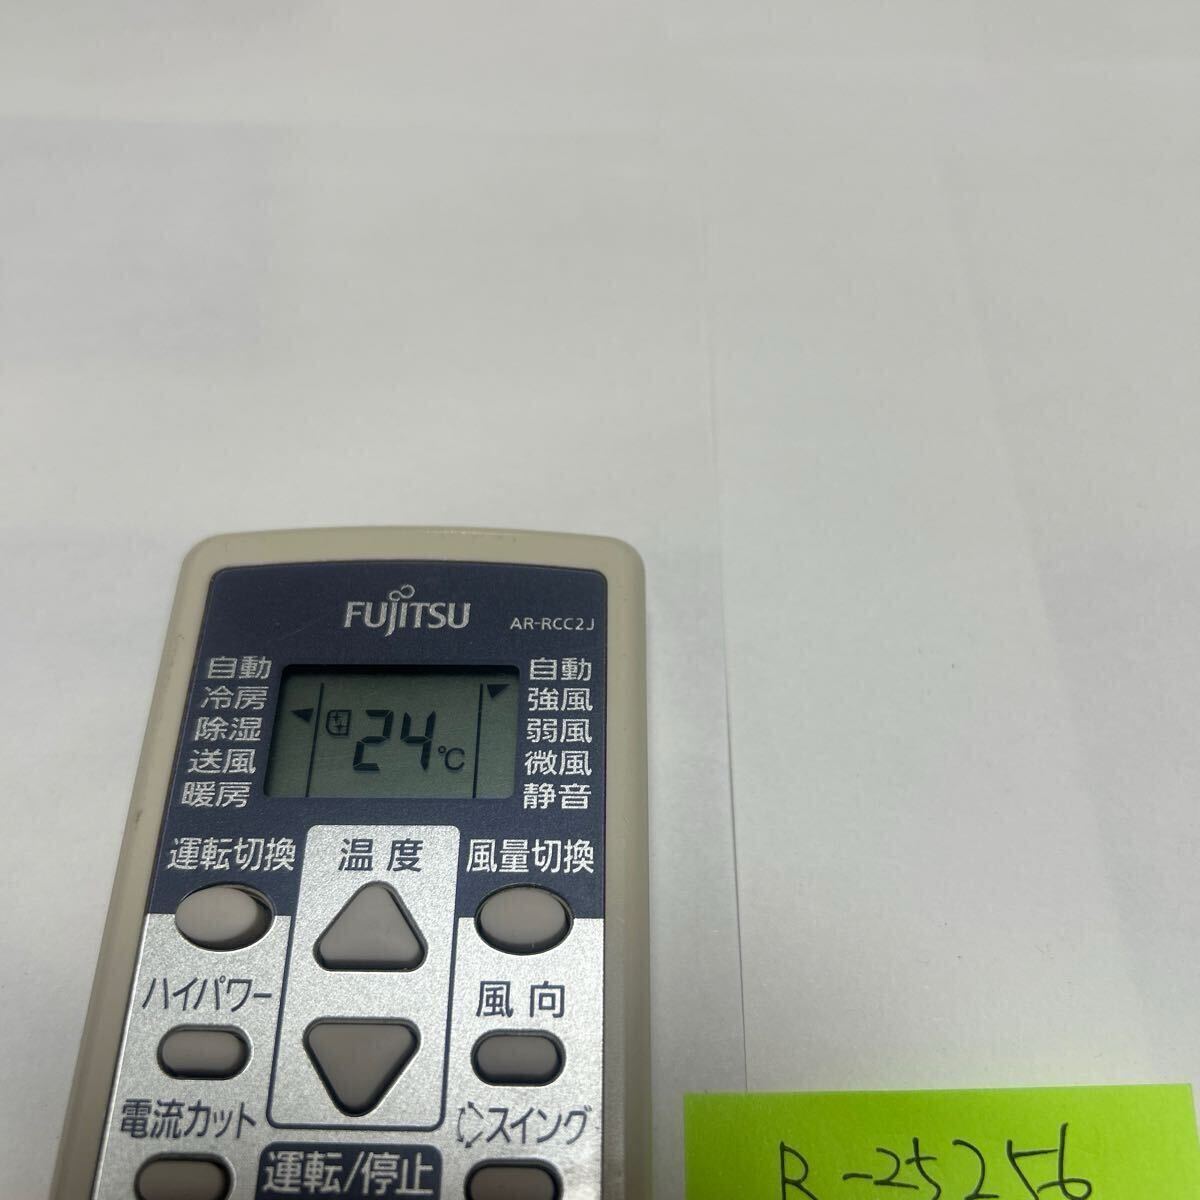 FUJITSU
AR-RCC2J
自動
冷房
除湿
送風
暖房
24℃
自動
強風
弱風
微風
静音
運転切換
温度
風量切換
ハイパワー
風向
電流カット
スイング
運転/停止
R-25256